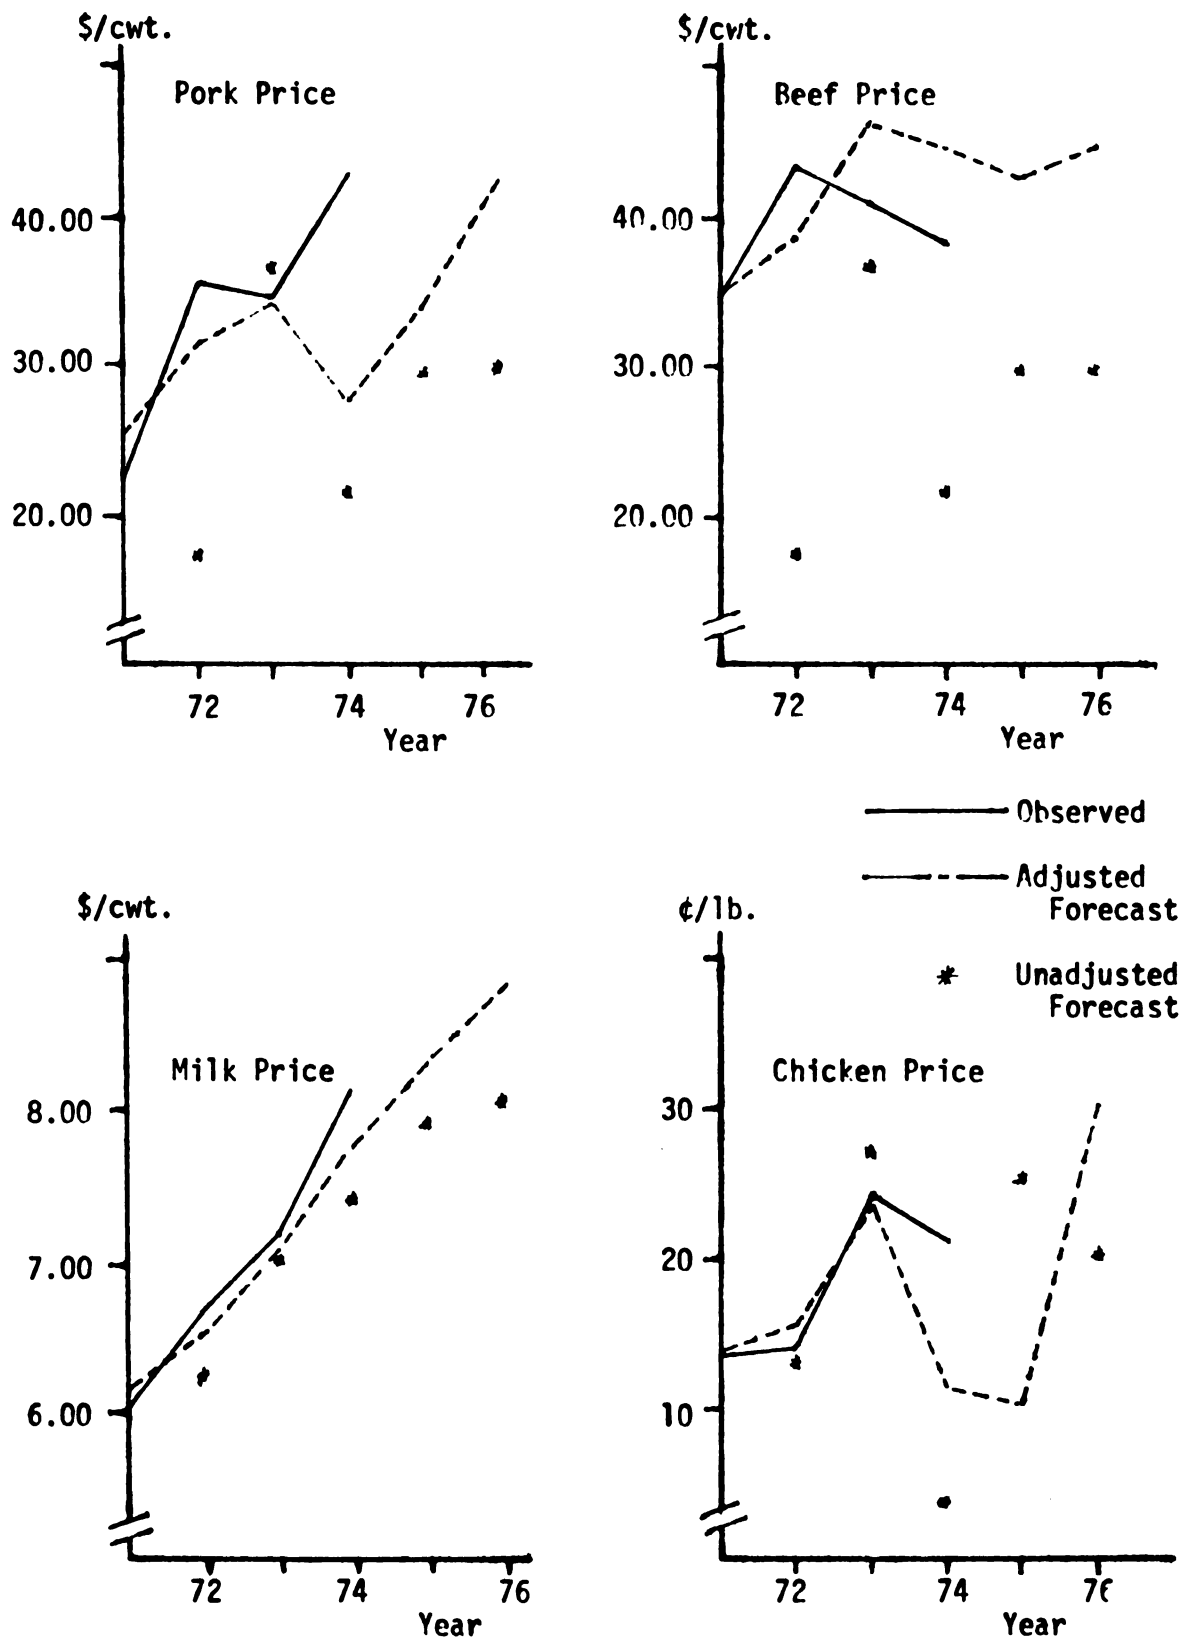 $/cwt.
Pork Price
40.00
30.00
20.00
72 74 76
Year
$/cwt.
Beef Price
40.00
30.00
20.00
72 74 76
Year
Observed
Adjusted
Forecast
Unadjusted
Forecast
$/cwt.
Milk Price
8.00
7.00
6.00
72 74 76
Year
¢/lb.
Chicken Price
30
20
10
72 74 76
Year